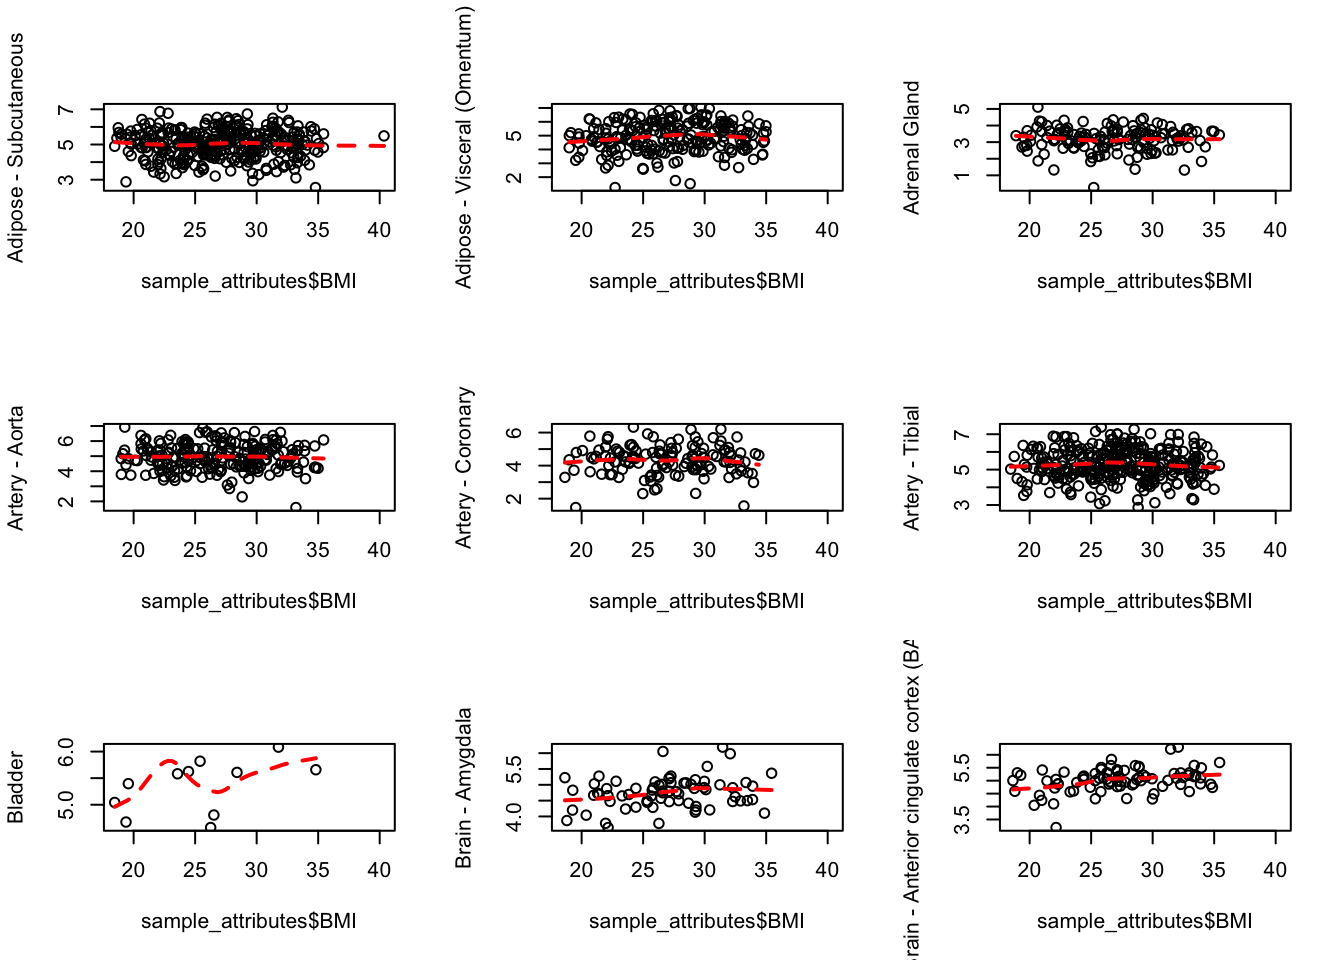 Adipose - Subcutaneous
3 5 7
20 25 30 35 40
sample_attributes$BMI
Adipose - Visceral (Omentum)
2 5
20 25 30 35 40
sample_attributes$BMI
Adrenal Gland
1 3 5
20 25 30 35 40
sample_attributes$BMI
Artery - Aorta
2 4 6
20 25 30 35 40
sample_attributes$BMI
Artery - Coronary
2 4 6
20 25 30 35 40
sample_attributes$BMI
Artery - Tibial
3 5 7
20 25 30 35 40
sample_attributes$BMI
Bladder
5.0 6.0
20 25 30 35 40
sample_attributes$BMI
Brain - Amygdala
4.0 5.5
20 25 30 35 40
sample_attributes$BMI
rain - Anterior cingulate cortex (BA
3.5 5.5
20 25 30 35 40
sample_attributes$BMI